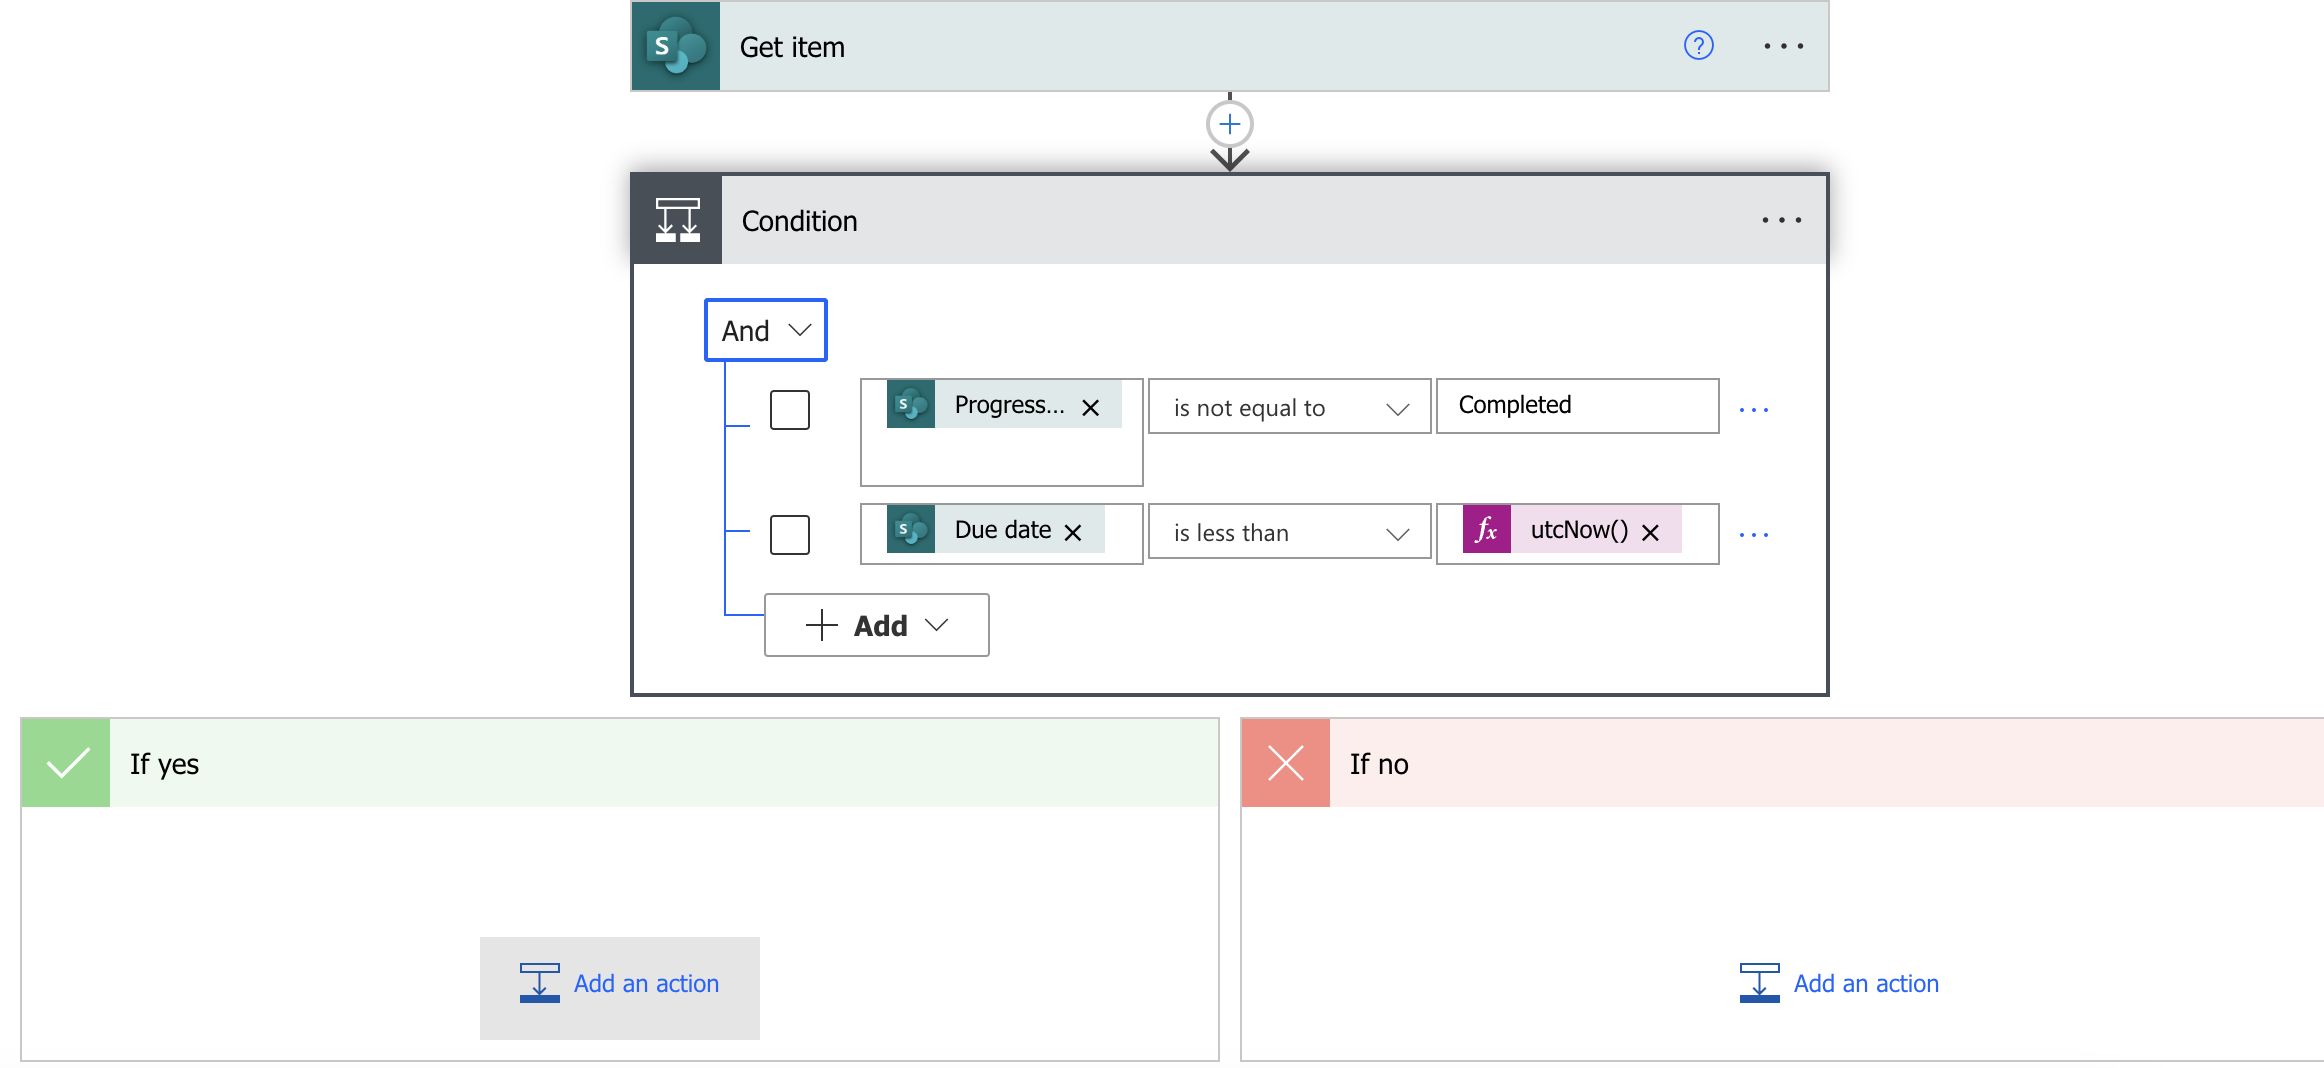 S Get item ?
Condition
And
S Progress... is not equal to Completed
S Due date is less than fx utcNow()
Add
If yes
If no
Add an action
Add an action